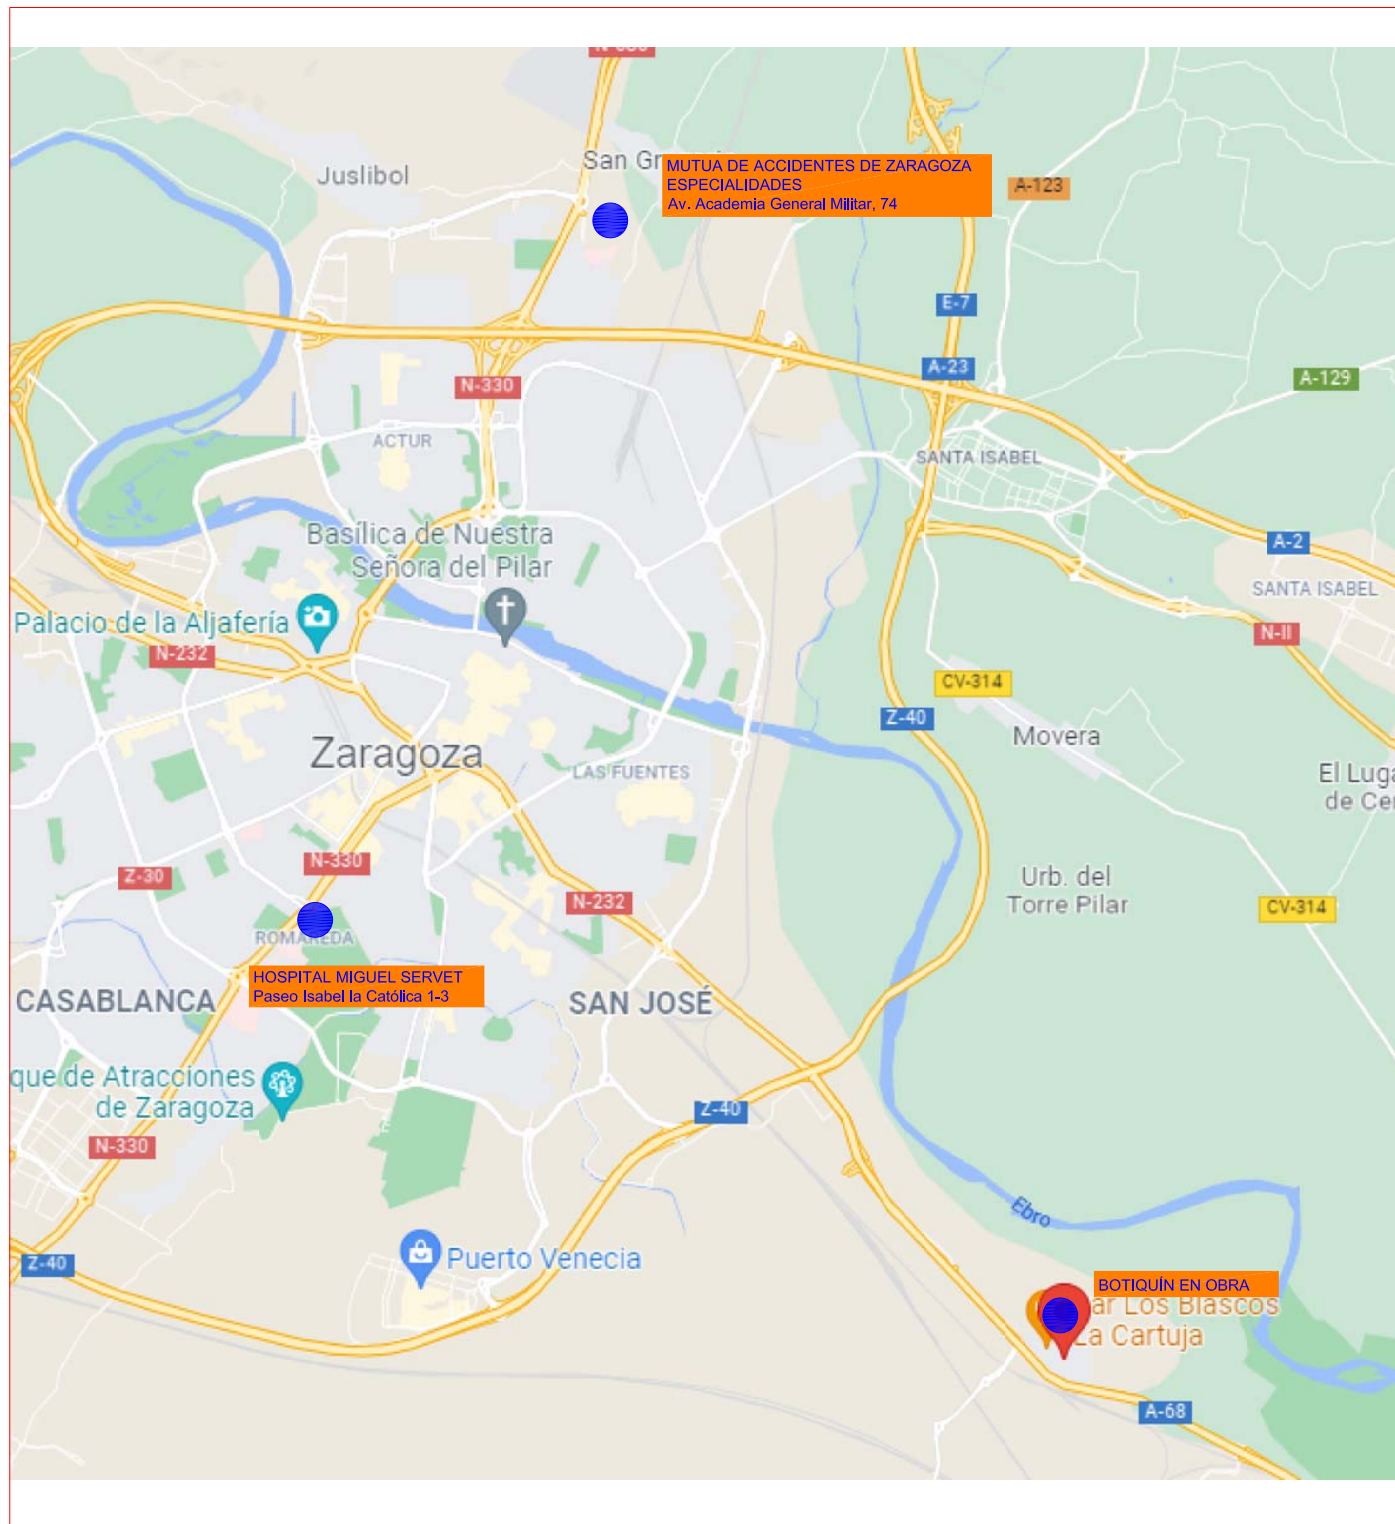 N-330
San Gr
MUTUA DE ACCIDENTES DE ZARAGOZA
ESPECIALIDADES
Av. Academia General Militar, 74
Juslibol
A-123
E-7
A-23
A-129
N-330
ACTUR
SANTA ISABEL
Basílica de Nuestra
Señora del Pilar
A-2
SANTA ISABEL
Palacio de la Aljafería
N-232
N-II
CV-314
Z-40
Movera
Zaragoza
LAS FUENTES
El Luga
de Cer
N-330
Z-30
Urb. del
Torre Pilar
N-232
CV-314
ROMAREDA
HOSPITAL MIGUEL SERVET
Paseo Isabel la Católica 1-3
CASABLANCA
SAN JOSÉ
que de Atracciones
de Zaragoza
Z-40
N-330
Ebro
Z-40
Puerto Venecia
BOTIQUÍN EN OBRA
ar Los Blascos
La Cartuja
A-68